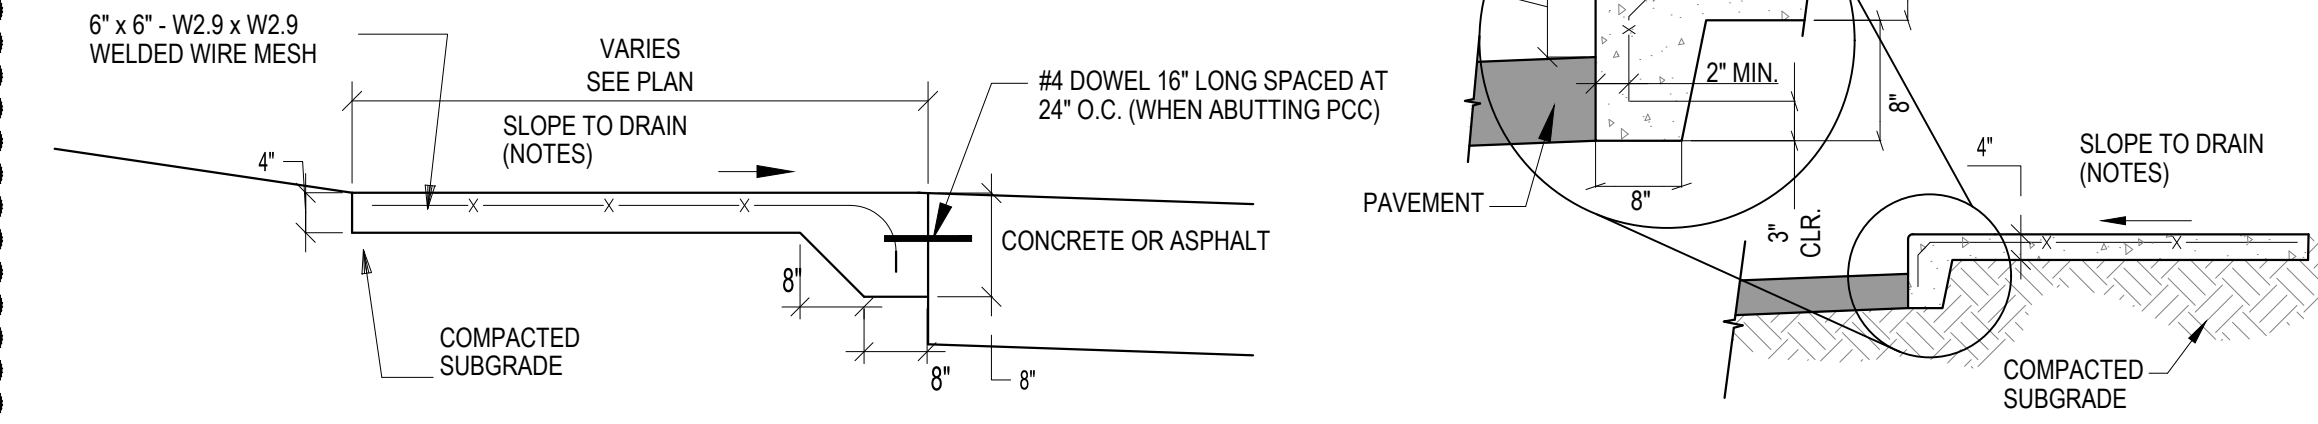 6" x 6" - W2.9 x W2.9
WELDED WIRE MESH
VARIES
SEE PLAN
SLOPE TO DRAIN
(NOTES)
4"
#4 DOWEL 16" LONG SPACED AT
24" O.C. (WHEN ABUTTING PCC)
CONCRETE OR ASPHALT
8"
COMPACTED
SUBGRADE
8"
8"
2" MIN.
8"
PAVEMENT
8"
3"
CLR.
4"
SLOPE TO DRAIN
(NOTES)
COMPACTED
SUBGRADE